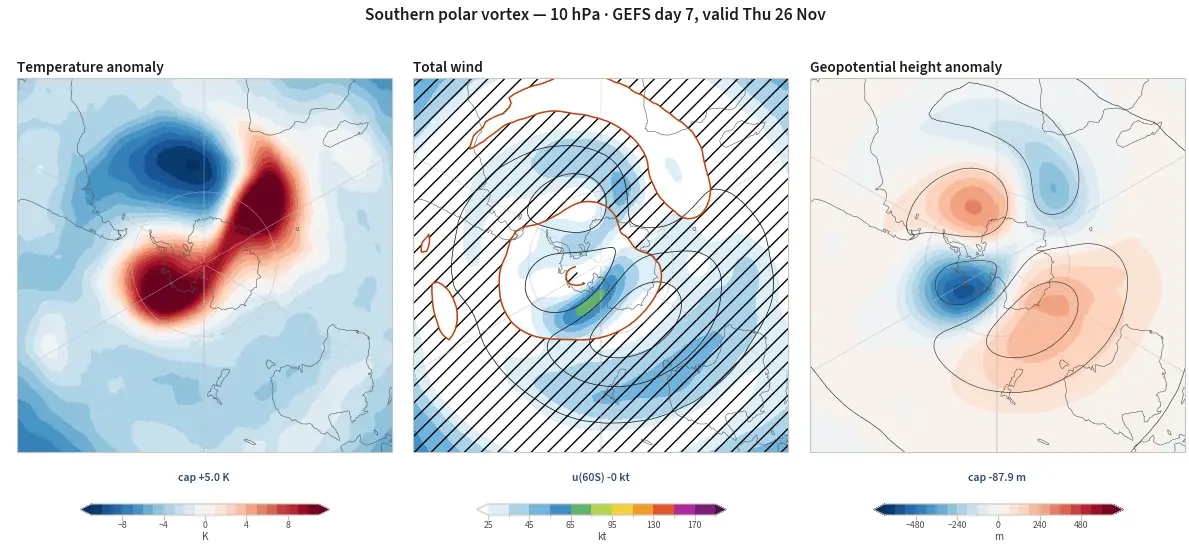 Southern polar vortex — 10 hPa · GEFS day 7, valid Thu 26 Nov
Temperature anomaly
Total wind
Geopotential height anomaly
cap +5.0 K
u(60S) -0 kt
cap -87.9 m
−8 −4 0 4 8
K
25 45 65 95 130 170
kt
−480 −240 0 240 480
m